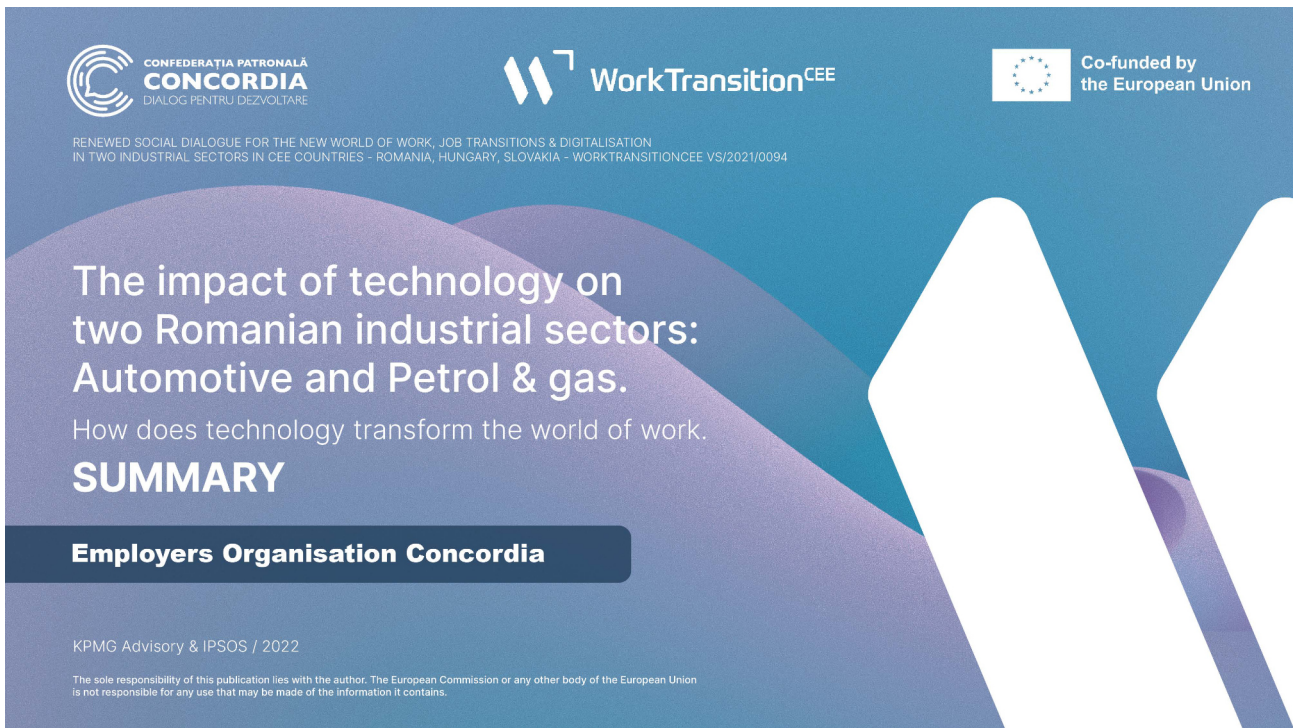 CONFEDERAȚIA PATRONALĂ
CONCORDIA
DIALOG PENTRU DEZVOLTARE
WorkTransitionCEE
Co-funded by
the European Union
RENEWED SOCIAL DIALOGUE FOR THE NEW WORLD OF WORK, JOB TRANSITIONS & DIGITALISATION
IN TWO INDUSTRIAL SECTORS IN CEE COUNTRIES - ROMANIA, HUNGARY, SLOVAKIA - WORKTRANSITIONCEE VS/2021/0094
The impact of technology on
two Romanian industrial sectors:
Automotive and Petrol & gas.
How does technology transform the world of work.
SUMMARY
Employers Organisation Concordia
KPMG Advisory & IPSOS / 2022
The sole responsibility of this publication lies with the author. The European Commission or any other body of the European Union
is not responsible for any use that may be made of the information it contains.